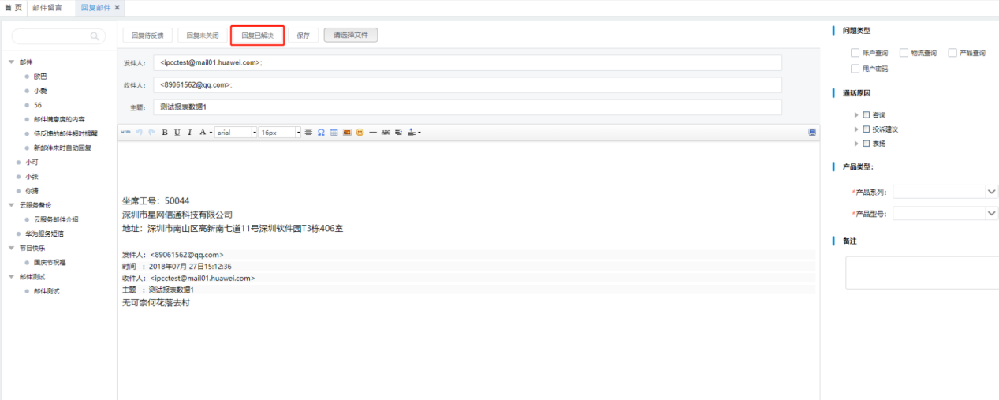 首 页 邮件留言 回复邮件 ×
邮件
欧巴
小爱
56
邮件满意度的内容
待反馈的邮件超时提醒
新邮件来时自动回复
小可
小张
你猜
云服务备份
云服务邮件介绍
华为服务短信
节日快乐
国庆节祝福
邮件测试
邮件测试
回复待反馈 回复未关闭 回复已解决 保存 请选择文件
发件人: <ipcctest@mail01.huawei.com>;
收件人: <89061562@qq.com>;
主题: 测试报表数据1
HTML B U I A arial 16px ABC
坐席工号：50044
深圳市星网信通科技有限公司
地址：深圳市南山区高新南七道11号深圳软件园T3栋406室
发件人：<89061562@qq.com>
时间 ：2018年07月 27日15:12:36
收件人：<ipcctest@mail01.huawei.com>
主题 ：测试报表数据1
无可奈何花落去村
问题类型
账户查询 物流查询 产品查询
用户密码
通话原因
咨询
投诉建议
表扬
产品类型:
*产品系列:
*产品型号:
备注